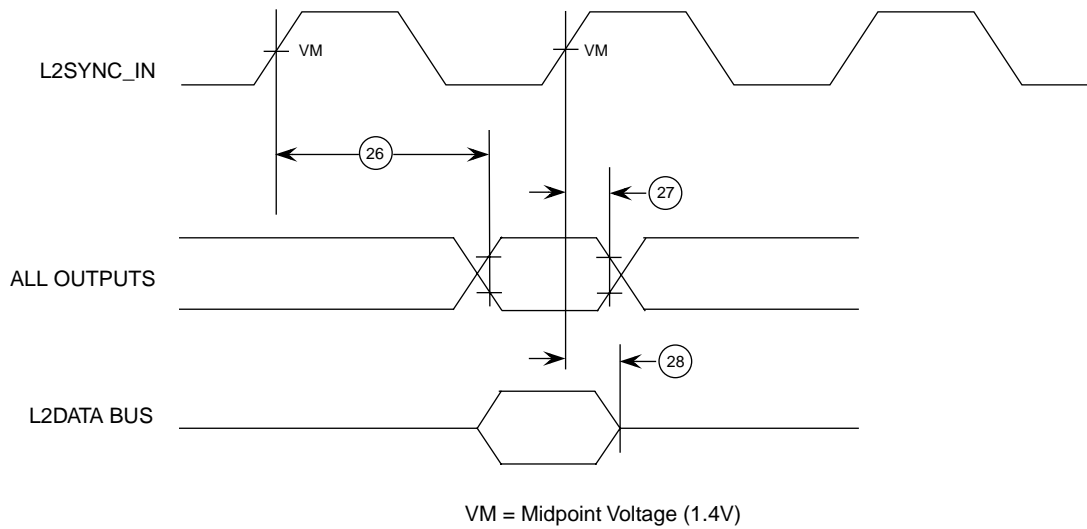 L2SYNC_IN
VM
VM
26
27
ALL OUTPUTS
28
L2DATA BUS
VM = Midpoint Voltage (1.4V)